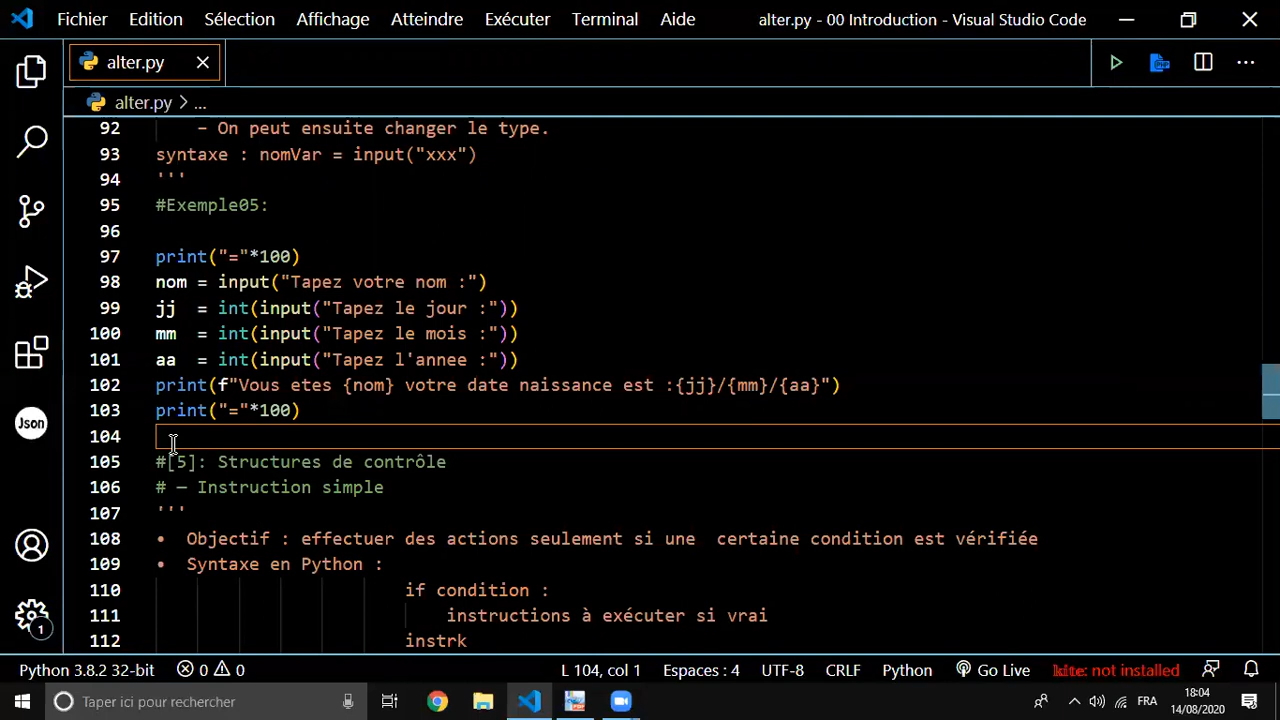 Fichier Edition Sélection Affichage Atteindre Exécuter Terminal Aide alter.py - 00 Introduction - Visual Studio Code
alter.py
alter.py > ...
92 - On peut ensuite changer le type.
93 syntaxe : nomVar = input("xxx")
94 '''
95 #Exemple05:
96
97 print("="*100)
98 nom = input("Tapez votre nom :")
99 jj = int(input("Tapez le jour :"))
100 mm = int(input("Tapez le mois :"))
101 aa = int(input("Tapez l'annee :"))
102 print(f"Vous etes {nom} votre date naissance est :{jj}/{mm}/{aa}")
103 print("="*100)
104
105 #[5]: Structures de contrôle
106 # — Instruction simple
107 '''
108 • Objectif : effectuer des actions seulement si une certaine condition est vérifiée
109 • Syntaxe en Python :
110 if condition :
111 instructions à exécuter si vrai
112 instrk
Json
1
Python 3.8.2 32-bit 0 0 L 104, col 1 Espaces : 4 UTF-8 CRLF Python Go Live kite: not installed
Taper ici pour rechercher FRA 18:04
14/08/2020